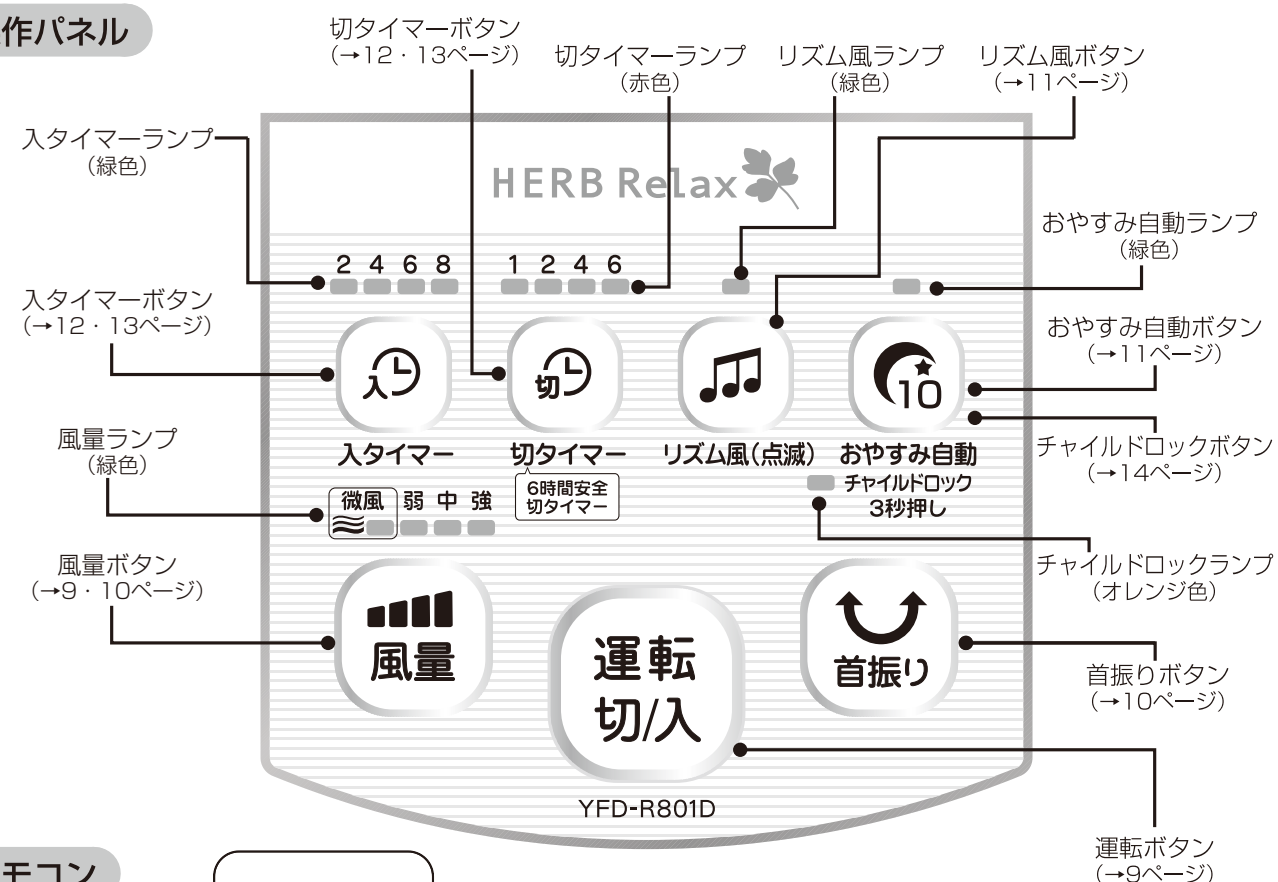 作パネル
切タイマーボタン
（→12・13ページ）
切タイマーランプ
（赤色）
リズム風ランプ
（緑色）
リズム風ボタン
（→11ページ）
入タイマーランプ
（緑色）
HERB Relax
おやすみ自動ランプ
（緑色）
2 4 6 8
1 2 4 6
入タイマーボタン
（→12・13ページ）
おやすみ自動ボタン
（→11ページ）
入
切
10
チャイルドロックボタン
（→14ページ）
風量ランプ
（緑色）
入タイマー
切タイマー
リズム風(点滅)
おやすみ自動
6時間安全
切タイマー
チャイルドロック
3秒押し
微風 弱 中 強
チャイルドロックランプ
（オレンジ色）
風量ボタン
（→9・10ページ）
風量
運転
切/入
首振り
首振りボタン
（→10ページ）
YFD-R801D
運転ボタン
（→9ページ）
モコン